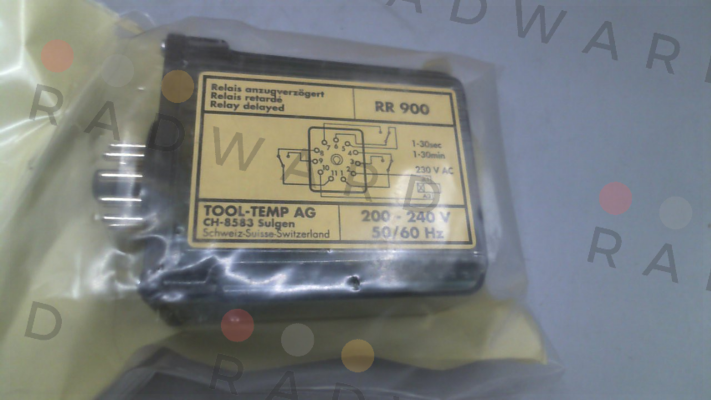 RADWARD
Relais anzugverzögert
Relais retardé
Relay delayed
RR 900
1-30sec
1-30min
230 V AC
TOOL-TEMP AG
CH-8583 Sulgen
Schweiz-Suisse-Switzerland
200 - 240 V
50/60 Hz